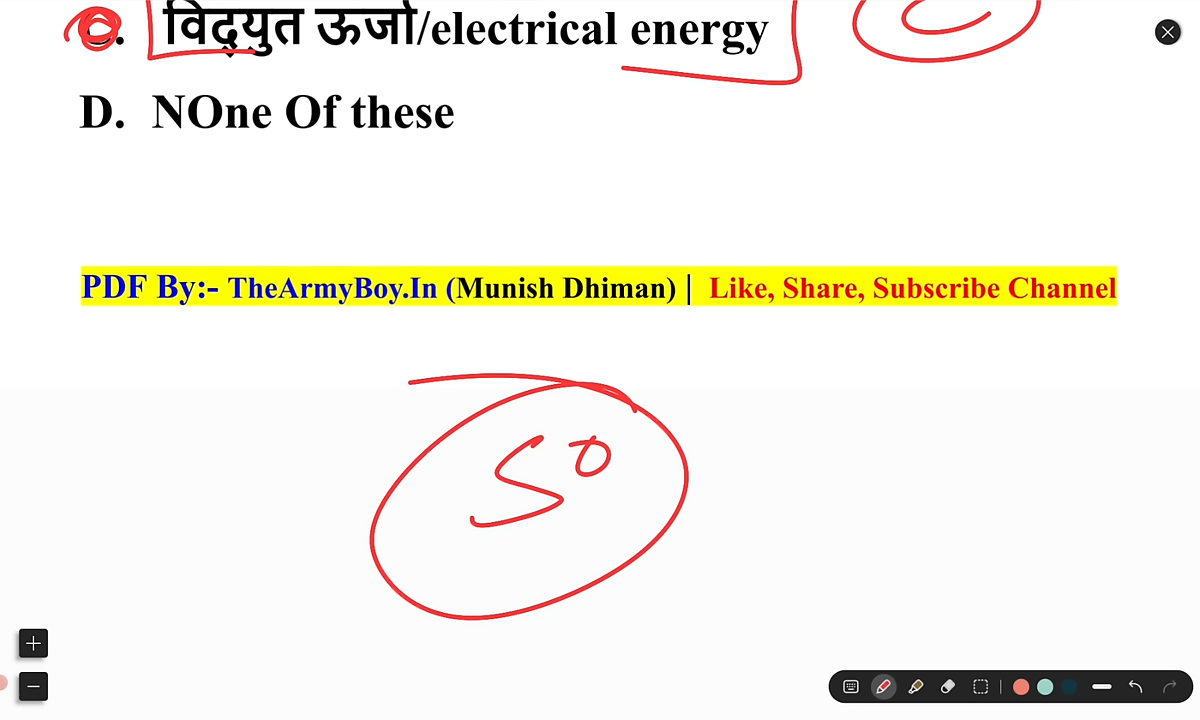 C. विद्युत ऊर्जा/electrical energy
C
D. NOne Of these
PDF By:- TheArmyBoy.In (Munish Dhiman) | Like, Share, Subscribe Channel
50